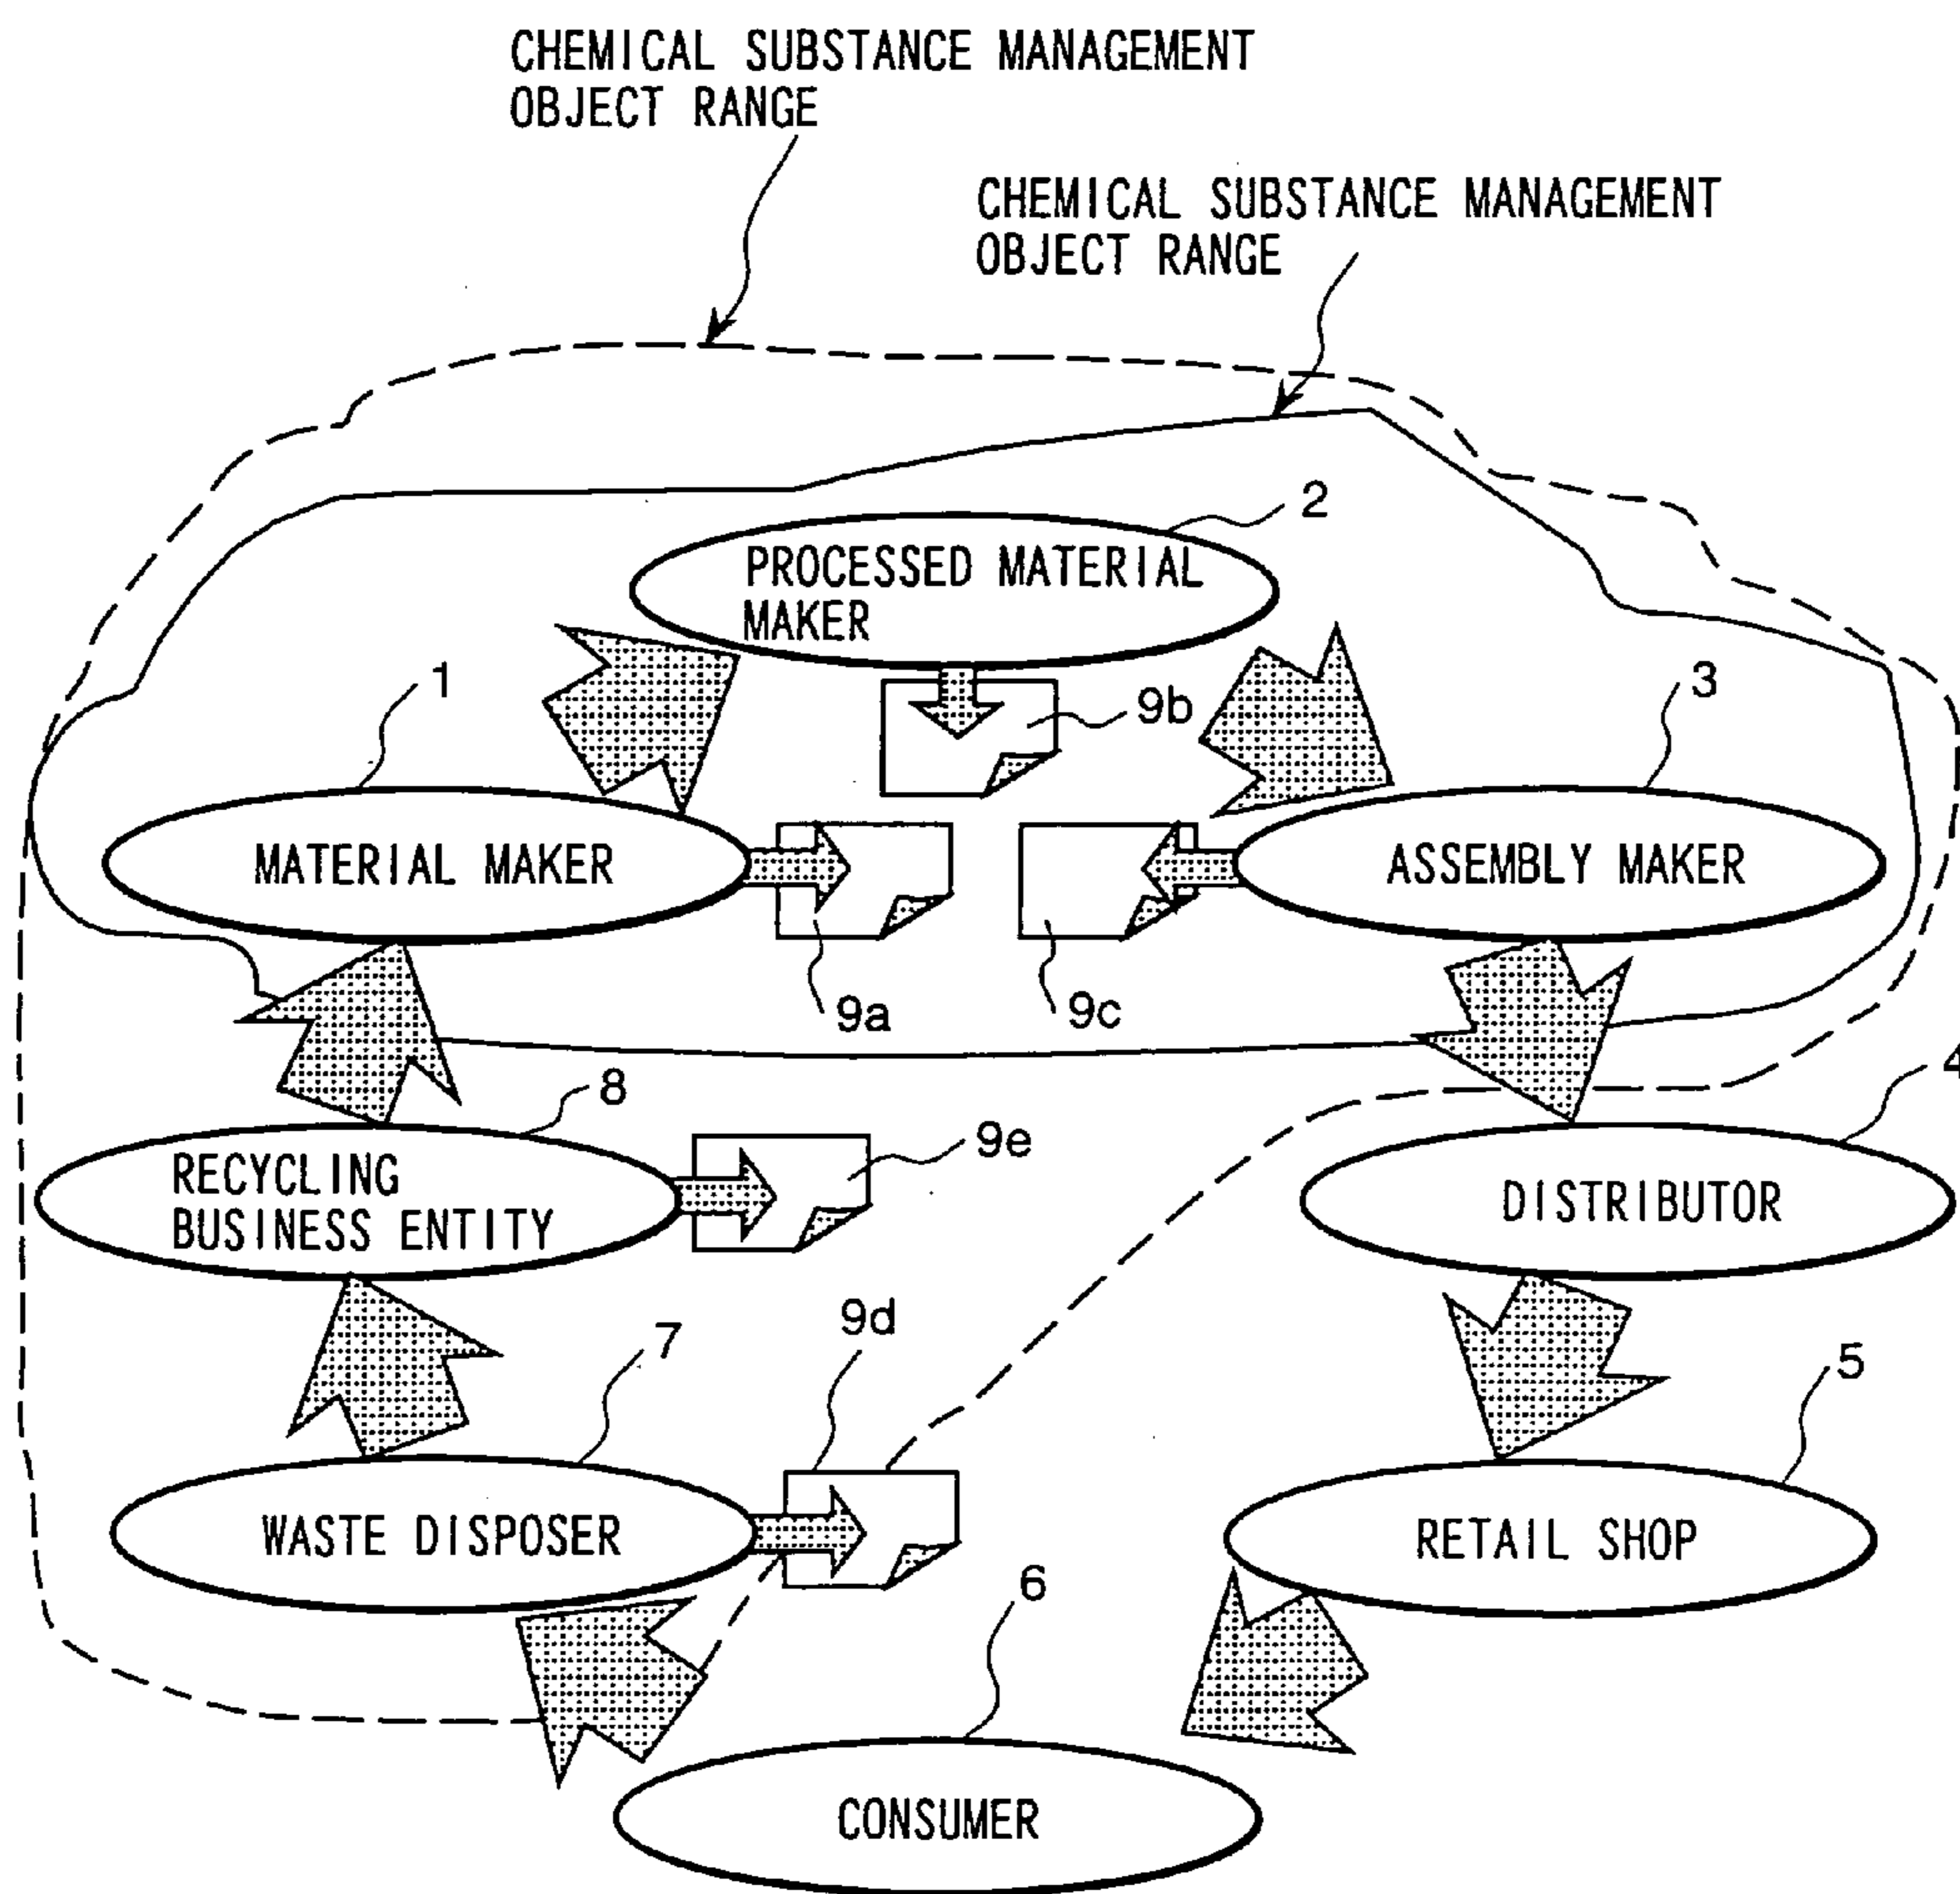 CHEMICAL SUBSTANCE MANAGEMENT
OBJECT RANGE
CHEMICAL SUBSTANCE MANAGEMENT
OBJECT RANGE
2
PROCESSED MATERIAL
MAKER
1
9b
3
MATERIAL MAKER
ASSEMBLY MAKER
9a
9c
4
8
9e
RECYCLING
BUSINESS ENTITY
DISTRIBUTOR
9d
7
5
WASTE DISPOSER
RETAIL SHOP
6
CONSUMER